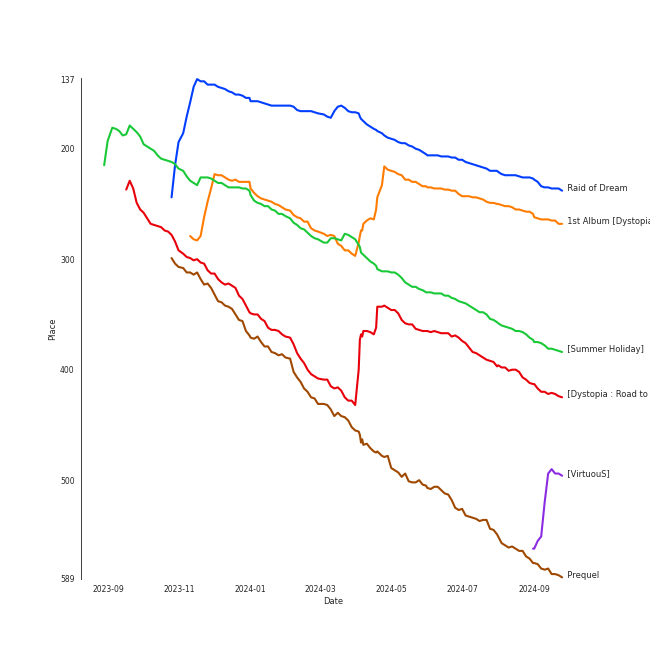 137
200
300
400
500
589
Place
2023-09
2023-11
2024-01
2024-03
2024-05
2024-07
2024-09
Date
Raid of Dream
1st Album [Dystopia
[Summer Holiday]
[Dystopia : Road to
[VirtuouS]
Prequel